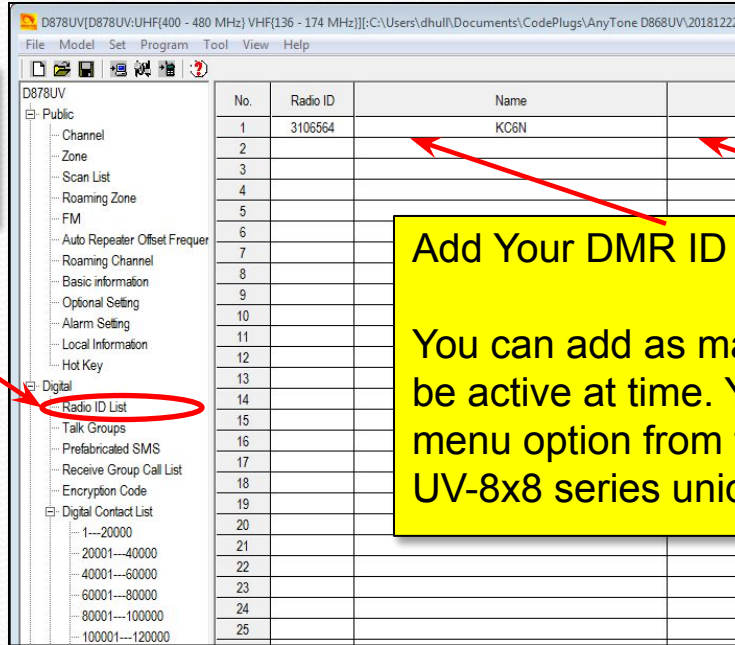 D878UV[D878UV:UHF{400 - 480 MHz} VHF{136 - 174 MHz}][:C:\Users\dhull\Documents\CodePlugs\AnyTone D868UV\2018122
File Model Set Program Tool View Help
D878UV
Public
Channel
Zone
Scan List
Roaming Zone
FM
Auto Repeater Offset Frequer
Roaming Channel
Basic information
Optional Setting
Alarm Setting
Local Information
Hot Key
Digital
Radio ID List
Talk Groups
Prefabricated SMS
Receive Group Call List
Encryption Code
Digital Contact List
1---20000
20001---40000
40001---60000
60001---80000
80001---100000
100001---120000
No. Radio ID Name
1 3106564 KC6N
2
3
4
5
6
7
8
9
10
11
12
13
14
15
16
17
18
19
20
21
22
23
24
25
Add Your DMR ID
You can add as ma
be active at time. Y
menu option from
UV-8x8 series uni